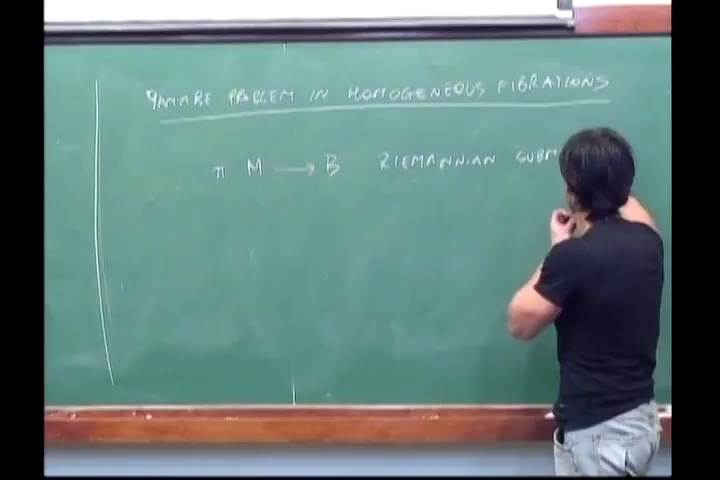 YAMABE PROBLEM IN HOMOGENEOUS FIBRATIONS
π M → B RIEMANNIAN SUBM